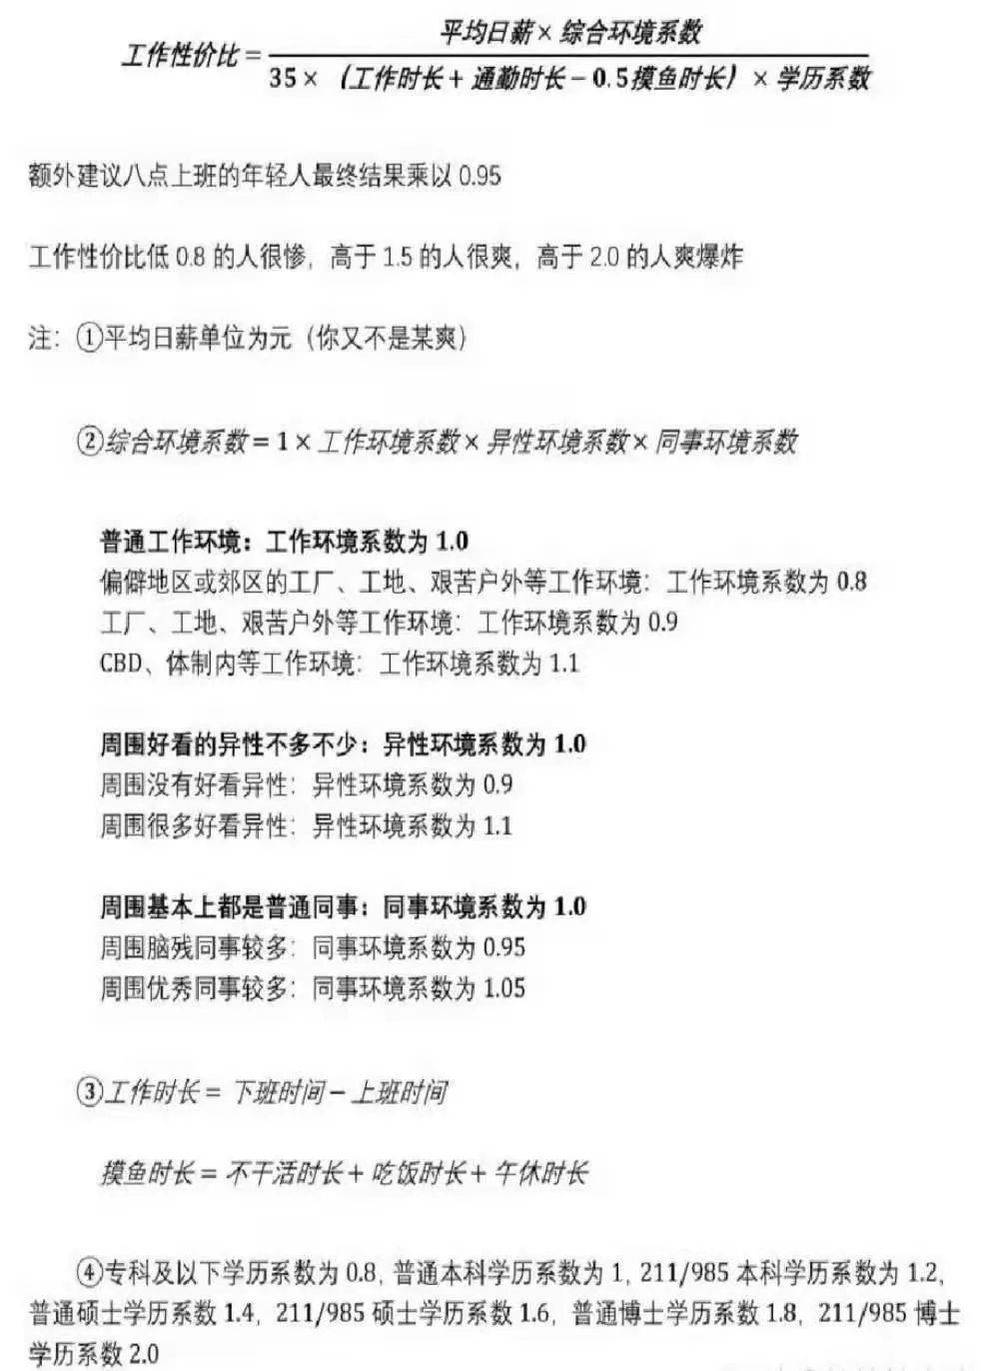 工作性价比 = 平均日薪 × 综合环境系数 / 35 × （工作时长 + 通勤时长 − 0.5摸鱼时长）× 学历系数
额外建议八点上班的年轻人最终结果乘以 0.95
工作性价比低 0.8 的人很惨，高于 1.5 的人很爽，高于 2.0 的人爽爆炸
注：①平均日薪单位为元（你又不是某爽）
②综合环境系数 = 1 × 工作环境系数 × 异性环境系数 × 同事环境系数
普通工作环境：工作环境系数为 1.0
偏僻地区或郊区的工厂、工地、艰苦户外等工作环境：工作环境系数为 0.8
工厂、工地、艰苦户外等工作环境：工作环境系数为 0.9
CBD、体制内等工作环境：工作环境系数为 1.1
周围好看的异性不多不少：异性环境系数为 1.0
周围没有好看异性：异性环境系数为 0.9
周围很多好看异性：异性环境系数为 1.1
周围基本上都是普通同事：同事环境系数为 1.0
周围脑残同事较多：同事环境系数为 0.95
周围优秀同事较多：同事环境系数为 1.05
③工作时长 = 下班时间 − 上班时间
摸鱼时长 = 不干活时长 + 吃饭时长 + 午休时长
④专科及以下学历系数为 0.8, 普通本科学历系数为 1, 211/985 本科学历系数为 1.2,
普通硕士学历系数 1.4，211/985 硕士学历系数 1.6，普通博士学历系数 1.8，211/985 博士
学历系数 2.0